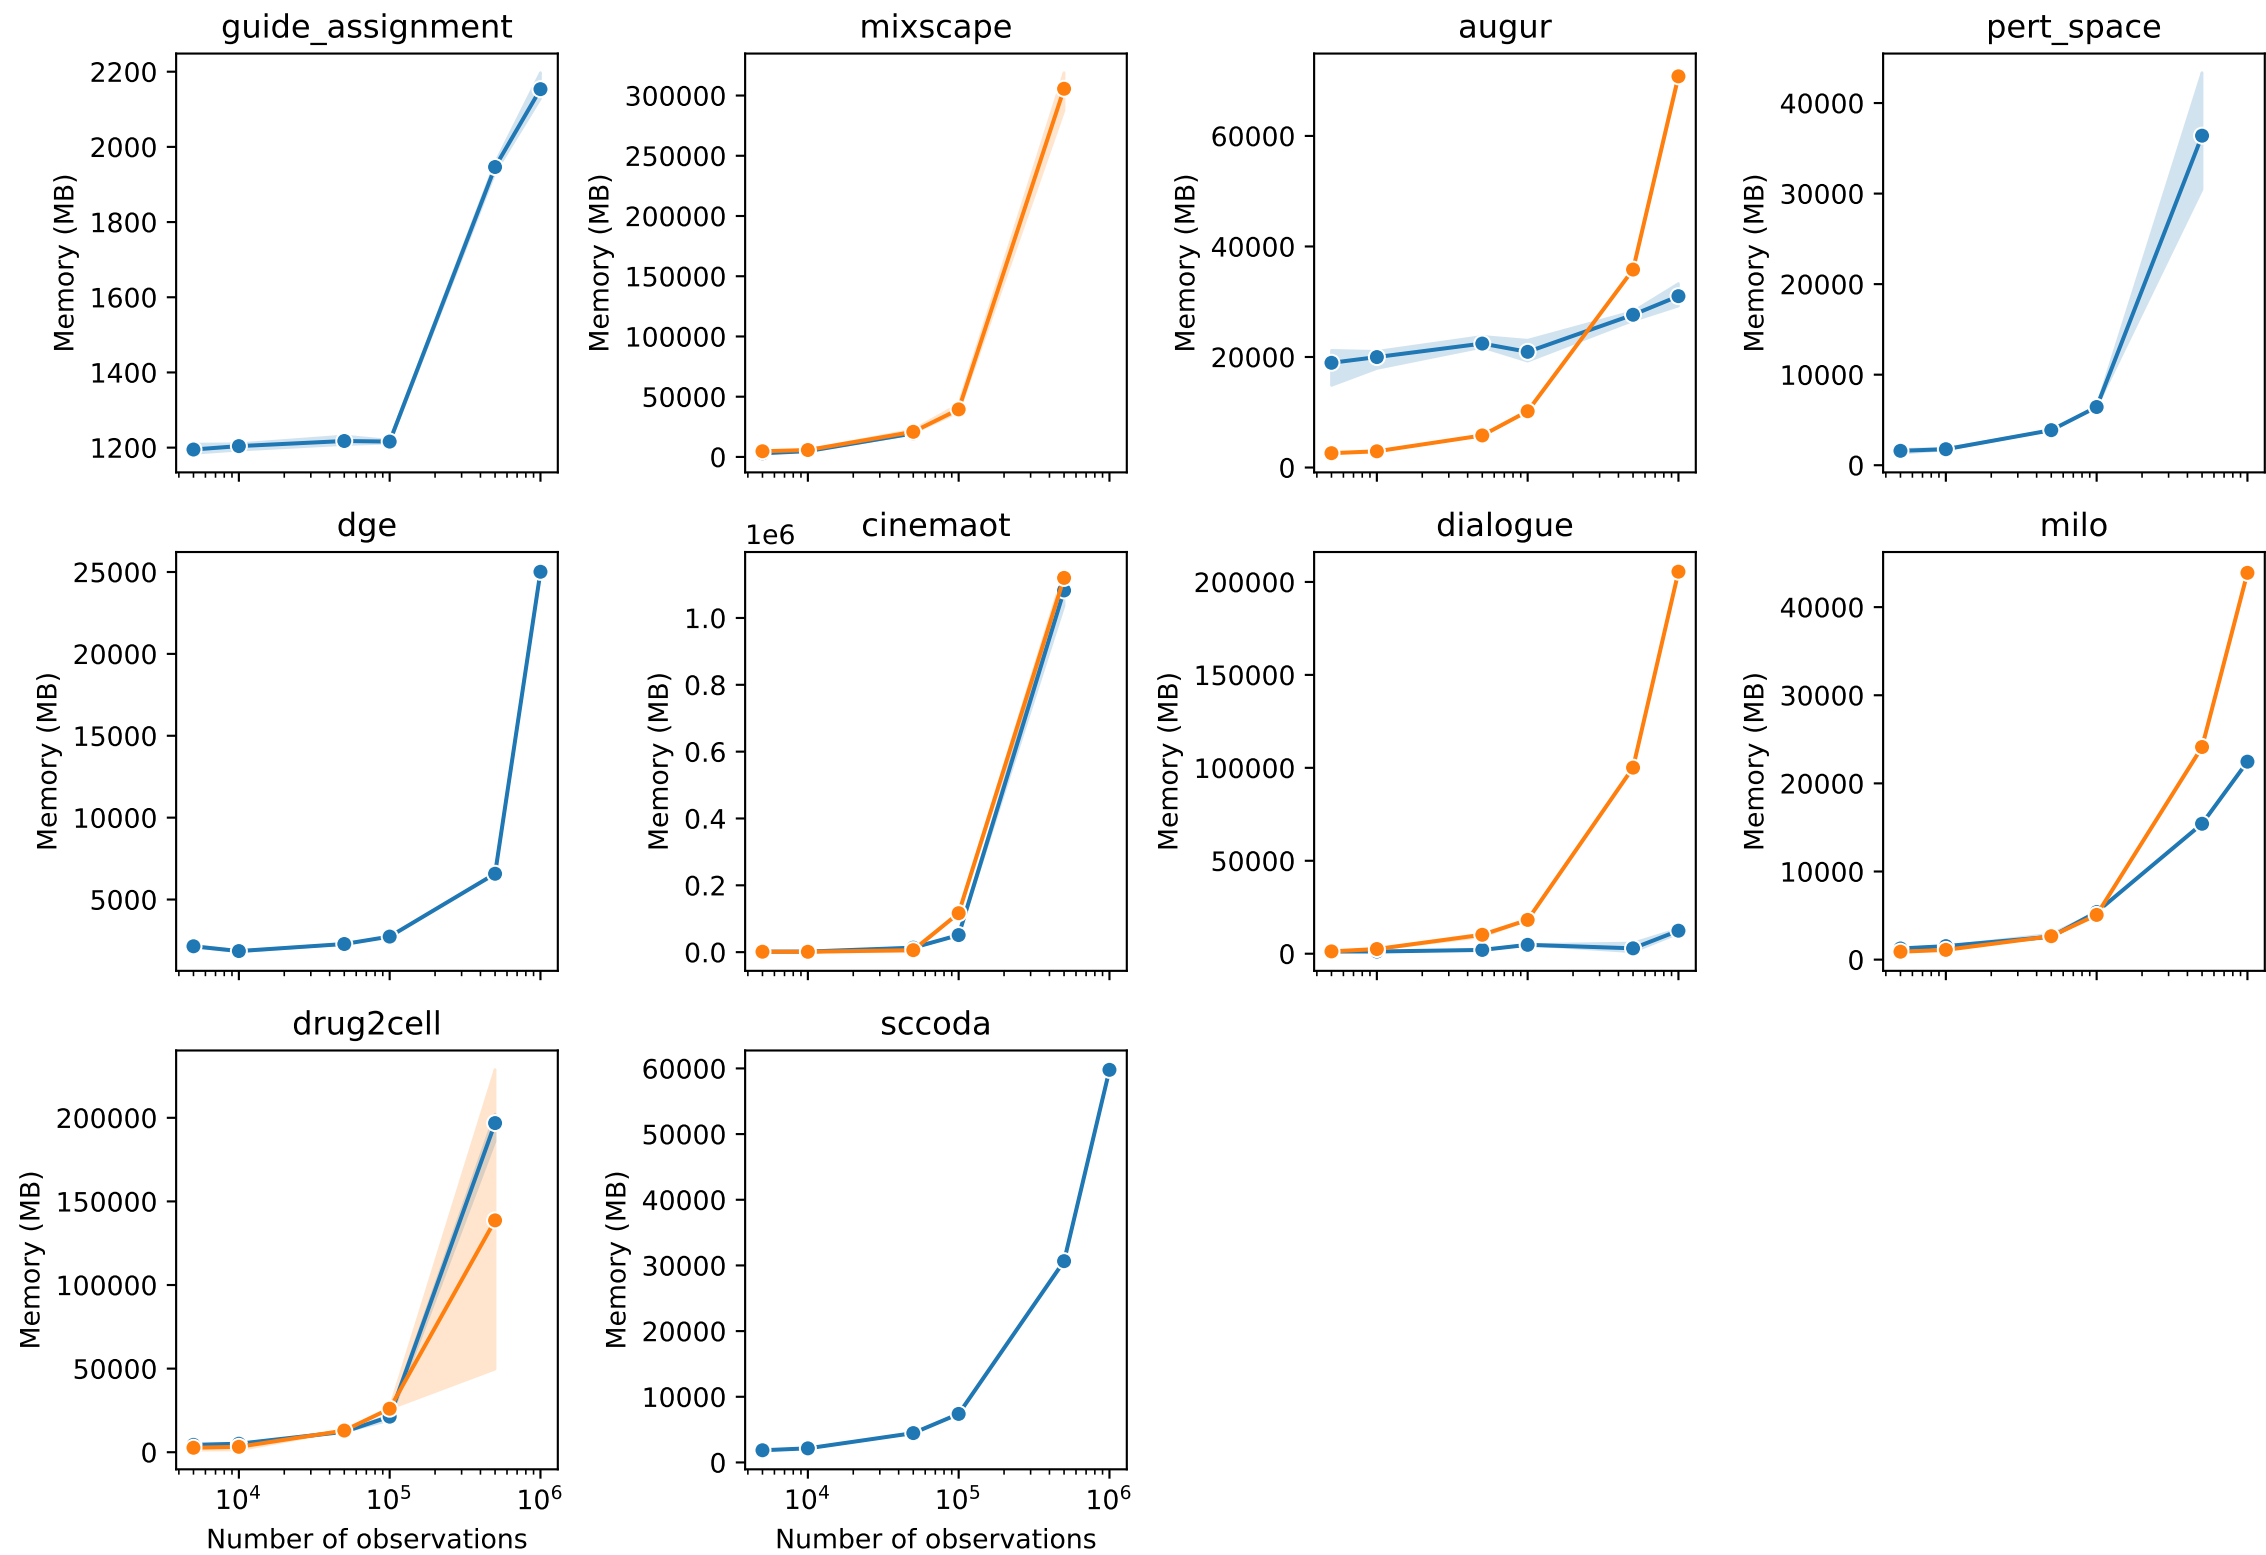 guide_assignment
Memory (MB)
2200
2000
1800
1600
1400
1200
mixscape
Memory (MB)
300000
250000
200000
150000
100000
50000
0
augur
Memory (MB)
60000
40000
20000
0
pert_space
Memory (MB)
40000
30000
20000
10000
0
dge
Memory (MB)
25000
20000
15000
10000
5000
cinemaot
1e6
Memory (MB)
1.0
0.8
0.6
0.4
0.2
0.0
dialogue
Memory (MB)
200000
150000
100000
50000
0
milo
Memory (MB)
40000
30000
20000
10000
0
drug2cell
Memory (MB)
200000
150000
100000
50000
0
10⁴ 10⁵ 10⁶
Number of observations
sccoda
Memory (MB)
60000
50000
40000
30000
20000
10000
0
10⁴ 10⁵ 10⁶
Number of observations